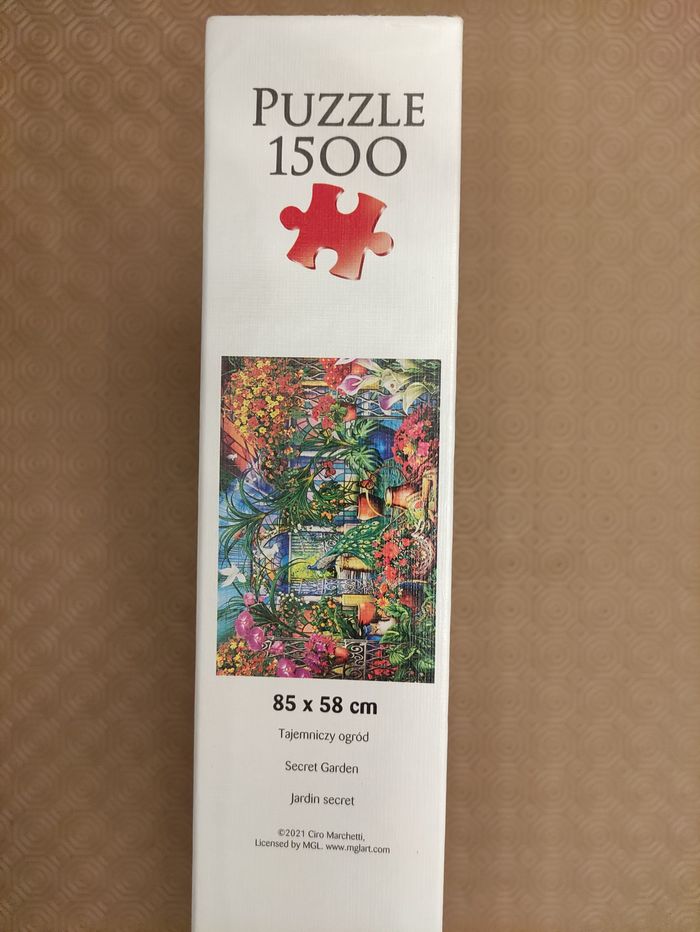 PUZZLE
1500
85 x 58 cm
Tajemniczy ogród
Secret Garden
Jardin secret
©2021 Ciro Marchetti,
Licensed by MGL. www.mglart.com